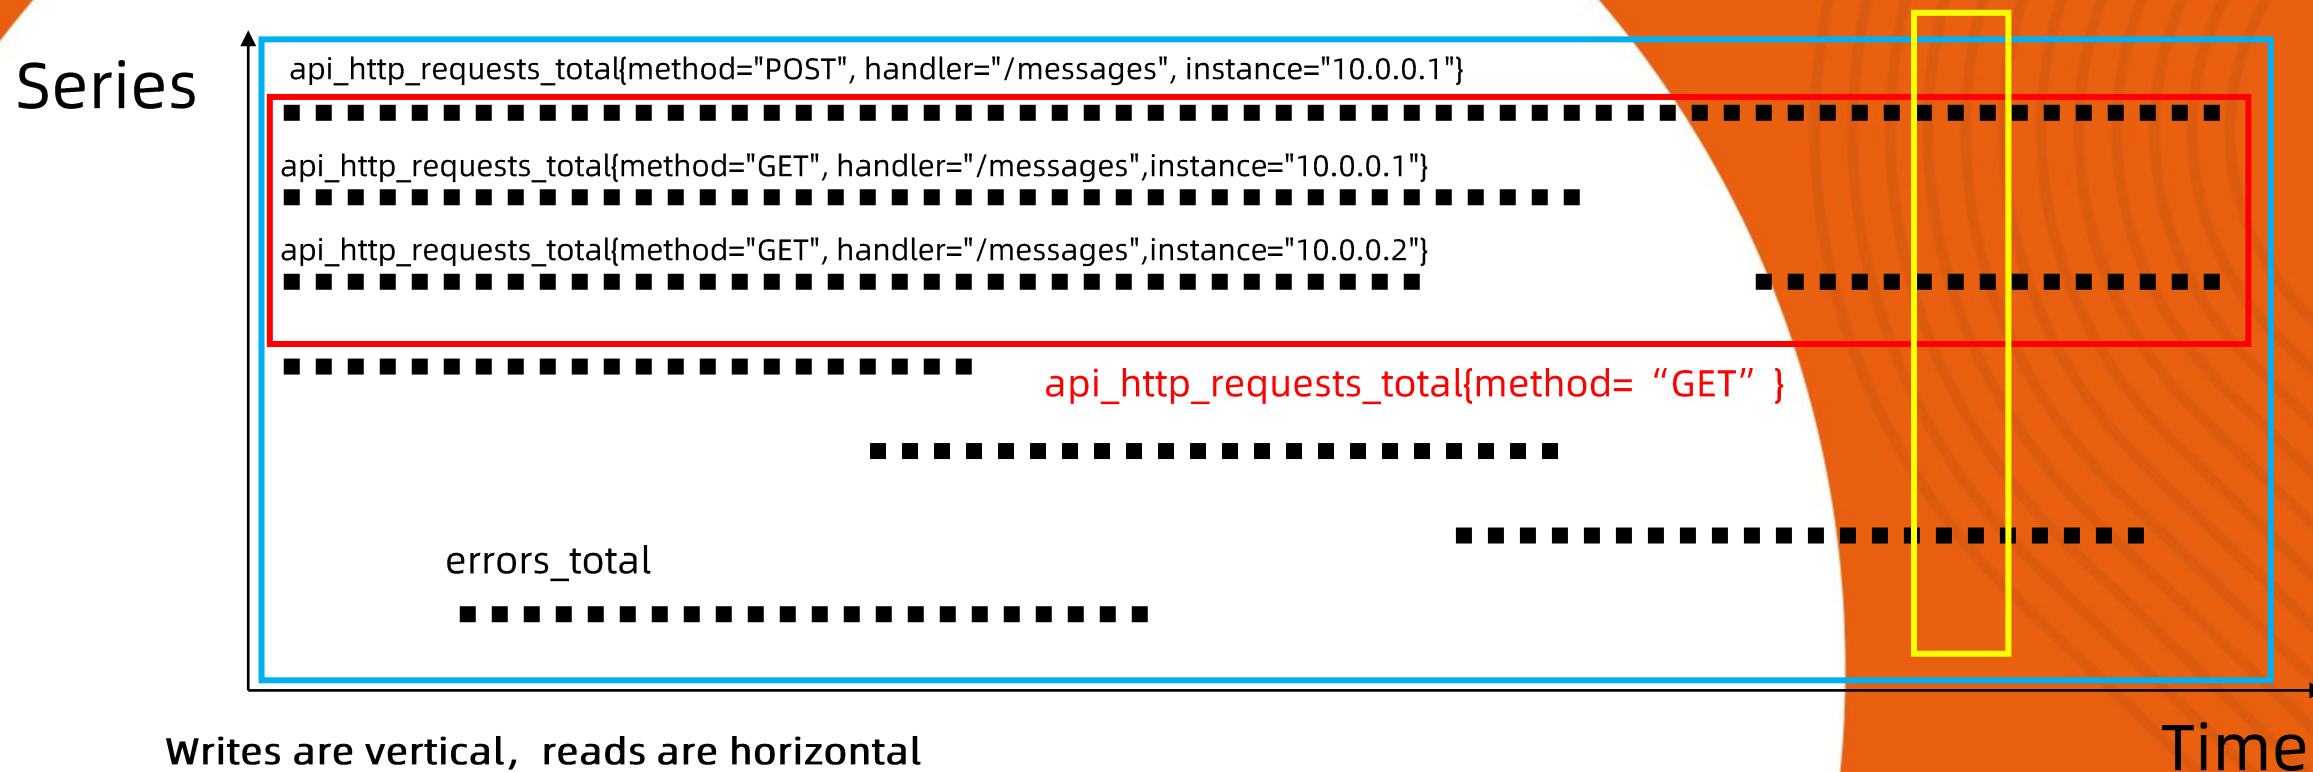 Series
api_http_requests_total{method="POST", handler="/messages", instance="10.0.0.1"}
api_http_requests_total{method="GET", handler="/messages",instance="10.0.0.1"}
api_http_requests_total{method="GET", handler="/messages",instance="10.0.0.2"}
api_http_requests_total{method=“GET”}
errors_total
Writes are vertical，reads are horizontal
Time